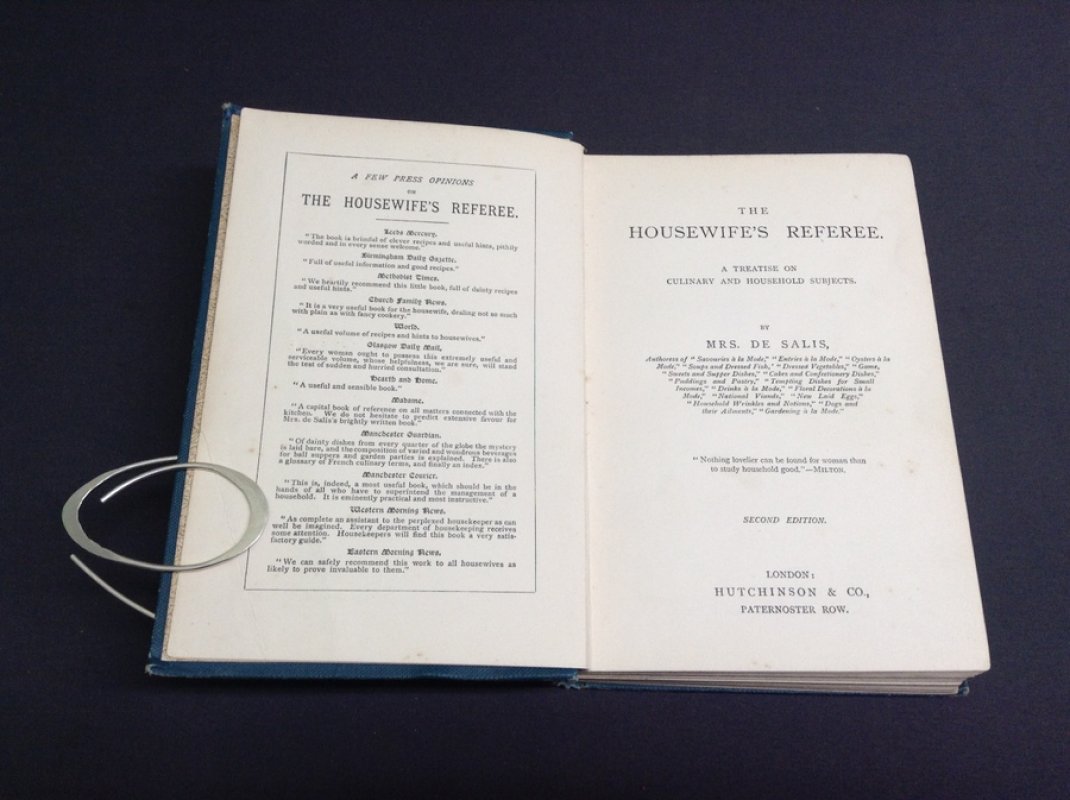 A FEW PRESS OPINIONS
ON
THE HOUSEWIFE'S REFEREE.
Leeds Mercury.
"The book is brimful of clever recipes and useful hints, pithily
worded and in every sense welcome."
Birmingham Daily Gazette.
"Full of useful information and good recipes."
Methodist Times.
"We heartily recommend this little book, full of dainty recipes
and useful hints."
Church Family News.
"It is a very useful book for the housewife, dealing not so much
with plain as with fancy cookery."
World.
"A useful volume of recipes and hints to housewives."
Glasgow Daily Mail.
"Every woman ought to possess this extremely useful and
serviceable volume, whose helpfulness, we are sure, will stand
the test of sudden and hurried consultation."
Hearth and Home.
"A useful and sensible book."
Madame.
"A capital book of reference on all matters connected with the
kitchen. We do not hesitate to predict extensive favour for
Mrs. de Salis's brightly written book."
Manchester Guardian.
"Of dainty dishes from every quarter of the globe the mystery
is laid bare, and the composition of varied and wondrous beverages
for ball suppers and garden parties is explained. There is also
a glossary of French culinary terms, and finally an index."
Manchester Courier.
"This is, indeed, a most useful book, which should be in the
hands of all who have to superintend the management of a
household. It is eminently practical and most instructive."
Western Morning News.
"As complete an assistant to the perplexed housekeeper as can
well be imagined. Every department of housekeeping receives
some attention. Housekeepers will find this book a very satis-
factory guide."
Eastern Morning News.
"We can safely recommend this work to all housewives as
likely to prove invaluable to them."
THE
HOUSEWIFE'S REFEREE.
A TREATISE ON
CULINARY AND HOUSEHOLD SUBJECTS.
BY
MRS. DE SALIS,
Authoress of "Savouries à la Mode," "Entrées à la Mode," "Oysters à la
Mode," "Soups and Dressed Fish," "Dressed Vegetables," "Game,"
"Sweets and Supper Dishes," "Cakes and Confectionery Dishes,"
"Puddings and Pastry," "Tempting Dishes for Small
Incomes," "Drinks à la Mode," "Floral Decorations à la
Mode," "National Viands," "New Laid Eggs,"
"Household Wrinkles and Notions," "Dogs and
their Ailments," "Gardening à la Mode."
"Nothing lovelier can be found for woman than
to study household good."—MILTON.
SECOND EDITION.
LONDON:
HUTCHINSON & CO.,
PATERNOSTER ROW.